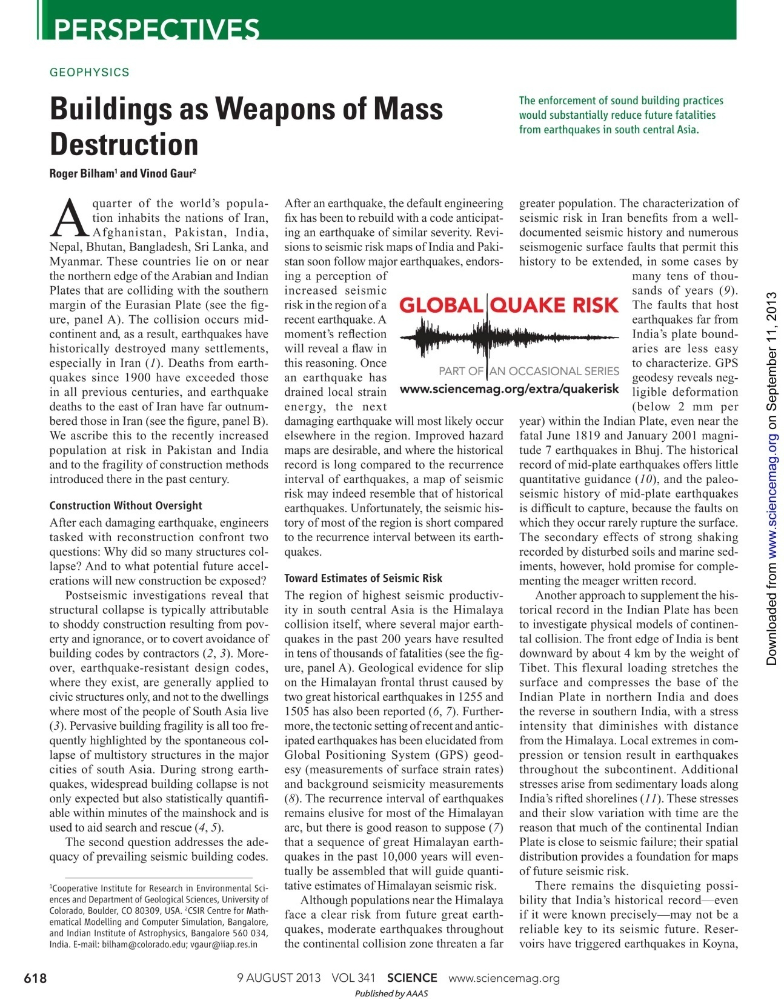 PERSPECTIVES
GEOPHYSICS
Buildings as Weapons of Mass
Destruction
Roger Bilham¹ and Vinod Gaur²
The enforcement of sound building practices
would substantially reduce future fatalities
from earthquakes in south central Asia.
A quarter of the world's popula-
tion inhabits the nations of Iran,
Afghanistan, Pakistan, India,
Nepal, Bhutan, Bangladesh, Sri Lanka, and
Myanmar. These countries lie on or near
the northern edge of the Arabian and Indian
Plates that are colliding with the southern
margin of the Eurasian Plate (see the fig-
ure, panel A). The collision occurs mid-
continent and, as a result, earthquakes have
historically destroyed many settlements,
especially in Iran (1). Deaths from earth-
quakes since 1900 have exceeded those
in all previous centuries, and earthquake
deaths to the east of Iran have far outnum-
bered those in Iran (see the figure, panel B).
We ascribe this to the recently increased
population at risk in Pakistan and India
and to the fragility of construction methods
introduced there in the past century.
Construction Without Oversight
After each damaging earthquake, engineers
tasked with reconstruction confront two
questions: Why did so many structures col-
lapse? And to what potential future accel-
erations will new construction be exposed?
Postseismic investigations reveal that
structural collapse is typically attributable
to shoddy construction resulting from pov-
erty and ignorance, or to covert avoidance of
building codes by contractors (2, 3). More-
over, earthquake-resistant design codes,
where they exist, are generally applied to
civic structures only, and not to the dwellings
where most of the people of South Asia live
(3). Pervasive building fragility is all too fre-
quently highlighted by the spontaneous col-
lapse of multistory structures in the major
cities of south Asia. During strong earth-
quakes, widespread building collapse is not
only expected but also statistically quantifi-
able within minutes of the mainshock and is
used to aid search and rescue (4, 5).
The second question addresses the ade-
quacy of prevailing seismic building codes.
¹Cooperative Institute for Research in Environmental Sci-
ences and Department of Geological Sciences, University of
Colorado, Boulder, CO 80309, USA. ²CSIR Centre for Math-
ematical Modelling and Computer Simulation, Bangalore,
and Indian Institute of Astrophysics, Bangalore 560 034,
India. E-mail: bilham@colorado.edu; vgaur@iiap.res.in
After an earthquake, the default engineering
fix has been to rebuild with a code anticipat-
ing an earthquake of similar severity. Revi-
sions to seismic risk maps of India and Paki-
stan soon follow major earthquakes, endors-
ing a perception of
increased seismic
risk in the region of a
recent earthquake. A
moment's reflection
will reveal a flaw in
this reasoning. Once
an earthquake has
drained local strain
energy, the next
damaging earthquake will most likely occur
elsewhere in the region. Improved hazard
maps are desirable, and where the historical
record is long compared to the recurrence
interval of earthquakes, a map of seismic
risk may indeed resemble that of historical
earthquakes. Unfortunately, the seismic his-
tory of most of the region is short compared
to the recurrence interval between its earth-
quakes.
Toward Estimates of Seismic Risk
The region of highest seismic productiv-
ity in south central Asia is the Himalaya
collision itself, where several major earth-
quakes in the past 200 years have resulted
in tens of thousands of fatalities (see the fig-
ure, panel A). Geological evidence for slip
on the Himalayan frontal thrust caused by
two great historical earthquakes in 1255 and
1505 has also been reported (6, 7). Further-
more, the tectonic setting of recent and antic-
ipated earthquakes has been elucidated from
Global Positioning System (GPS) geod-
esy (measurements of surface strain rates)
and background seismicity measurements
(8). The recurrence interval of earthquakes
remains elusive for most of the Himalayan
arc, but there is good reason to suppose (7)
that a sequence of great Himalayan earth-
quakes in the past 10,000 years will even-
tually be assembled that will guide quanti-
tative estimates of Himalayan seismic risk.
Although populations near the Himalaya
face a clear risk from future great earth-
quakes, moderate earthquakes throughout
the continental collision zone threaten a far
GLOBAL QUAKE RISK
PART OF AN OCCASIONAL SERIES
www.sciencemag.org/extra/quakerisk
greater population. The characterization of
seismic risk in Iran benefits from a well-
documented seismic history and numerous
seismogenic surface faults that permit this
history to be extended, in some cases by
many tens of thou-
sands of years (9).
The faults that host
earthquakes far from
India's plate bound-
aries are less easy
to characterize. GPS
geodesy reveals neg-
ligible deformation
(below 2 mm per
year) within the Indian Plate, even near the
fatal June 1819 and January 2001 magni-
tude 7 earthquakes in Bhuj. The historical
record of mid-plate earthquakes offers little
quantitative guidance (10), and the paleo-
seismic history of mid-plate earthquakes
is difficult to capture, because the faults on
which they occur rarely rupture the surface.
The secondary effects of strong shaking
recorded by disturbed soils and marine sed-
iments, however, hold promise for comple-
menting the meager written record.
Another approach to supplement the his-
torical record in the Indian Plate has been
to investigate physical models of continen-
tal collision. The front edge of India is bent
downward by about 4 km by the weight of
Tibet. This flexural loading stretches the
surface and compresses the base of the
Indian Plate in northern India and does
the reverse in southern India, with a stress
intensity that diminishes with distance
from the Himalaya. Local extremes in com-
pression or tension result in earthquakes
throughout the subcontinent. Additional
stresses arise from sedimentary loads along
India's rifted shorelines (11). These stresses
and their slow variation with time are the
reason that much of the continental Indian
Plate is close to seismic failure; their spatial
distribution provides a foundation for maps
of future seismic risk.
There remains the disquieting possi-
bility that India's historical record—even
if it were known precisely—may not be a
reliable key to its seismic future. Reser-
voirs have triggered earthquakes in Koyna,
Downloaded from www.sciencemag.org on September 11, 2013
618
9 AUGUST 2013 VOL 341 SCIENCE www.sciencemag.org
Published by AAAS